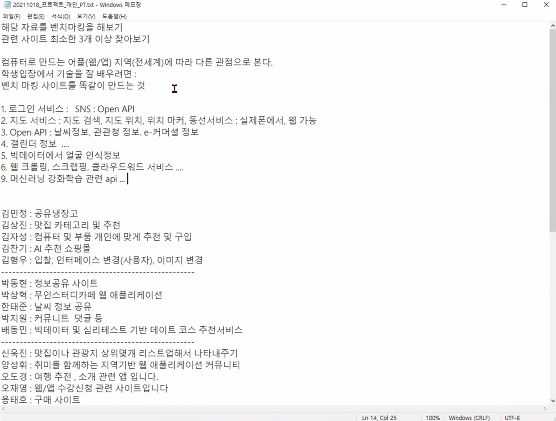 20211018_프로젝트_개인_PT.txt - Windows 메모장
파일(F) 편집(E) 서식(O) 보기(V) 도움말(H)
해당 자료를 벤치마킹을 해보기
관련 사이트 최소한 3개 이상 찾아보기
컴퓨터로 만드는 어플(웹/앱) 지역(전세계)에 따라 다른 관점으로 본다.
학생입장에서 기술을 잘 배우려면 :
벤치 마킹 사이트를 똑같이 만드는 것
1. 로그인 서비스 : SNS : Open API
2. 지도 서비스 : 지도 검색, 지도 위치, 위치 마커, 동선서비스 : 실제폰에서, 웹 가능
3. Open API : 날씨정보, 관관청 정보, e-커머셜 정보
4. 캘린더 정보 ....
5. 빅데이터에서 얼굴 인식정보
6. 웹 크롤링, 스크랩핑, 클라우드워드 서비스 ....
9. 머신러닝 강화학습 관련 api ...
김민정 : 공유냉장고
김상진 : 맛집 카테고리 및 추천
김자성 : 컴퓨터 및 부품 개인에 맞게 추천 및 구입
김찬기 : AI 추천 쇼핑몰
김형우 : 입찰, 인터페이스 변경(사용자), 이미지 변경
--------------------------------------------------
박동현 : 정보공유 사이트
박상혁 : 무인스터디카페 웹 애플리케이션
한태준 : 날씨 정보 공유
박지원 : 커뮤니트 댓글 등
배동민 : 빅데이터 및 심리테스트 기반 데이트 코스 추천서비스
--------------------------------------------------
신욱진 : 맛집이나 관광지 상위몇개 리스트업해서 나타내주기
양성휘 : 취미를 함께하는 지역기반 웹 애플리케이션 커뮤니티
오도경 : 여행 추천 , 소개 관련 앱 입니다.
오재영 : 웹/앱 수강신청 관련 사이트입니다
용태호 : 구매 사이트
Ln 14, Col 25 100% Windows (CRLF) UTF-8